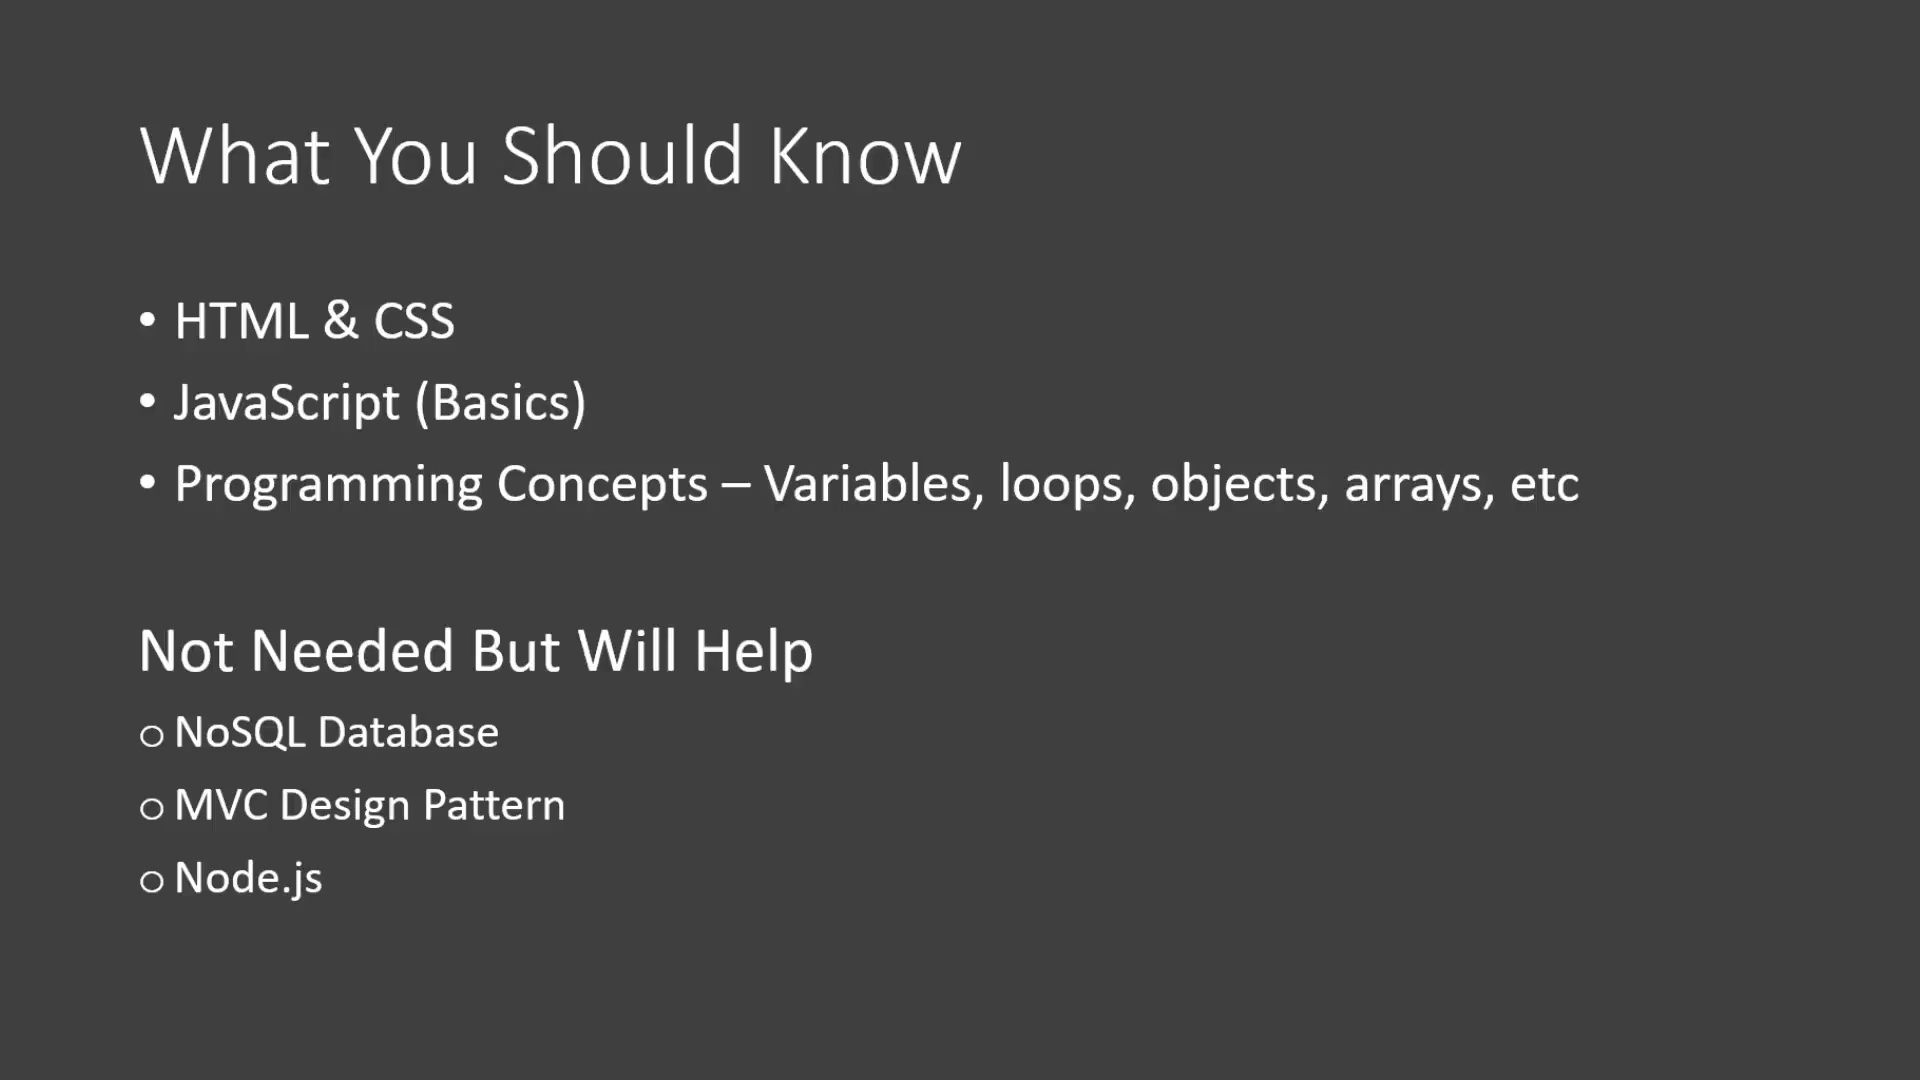 What You Should Know
• HTML & CSS
• JavaScript (Basics)
• Programming Concepts – Variables, loops, objects, arrays, etc
Not Needed But Will Help
o NoSQL Database
o MVC Design Pattern
o Node.js